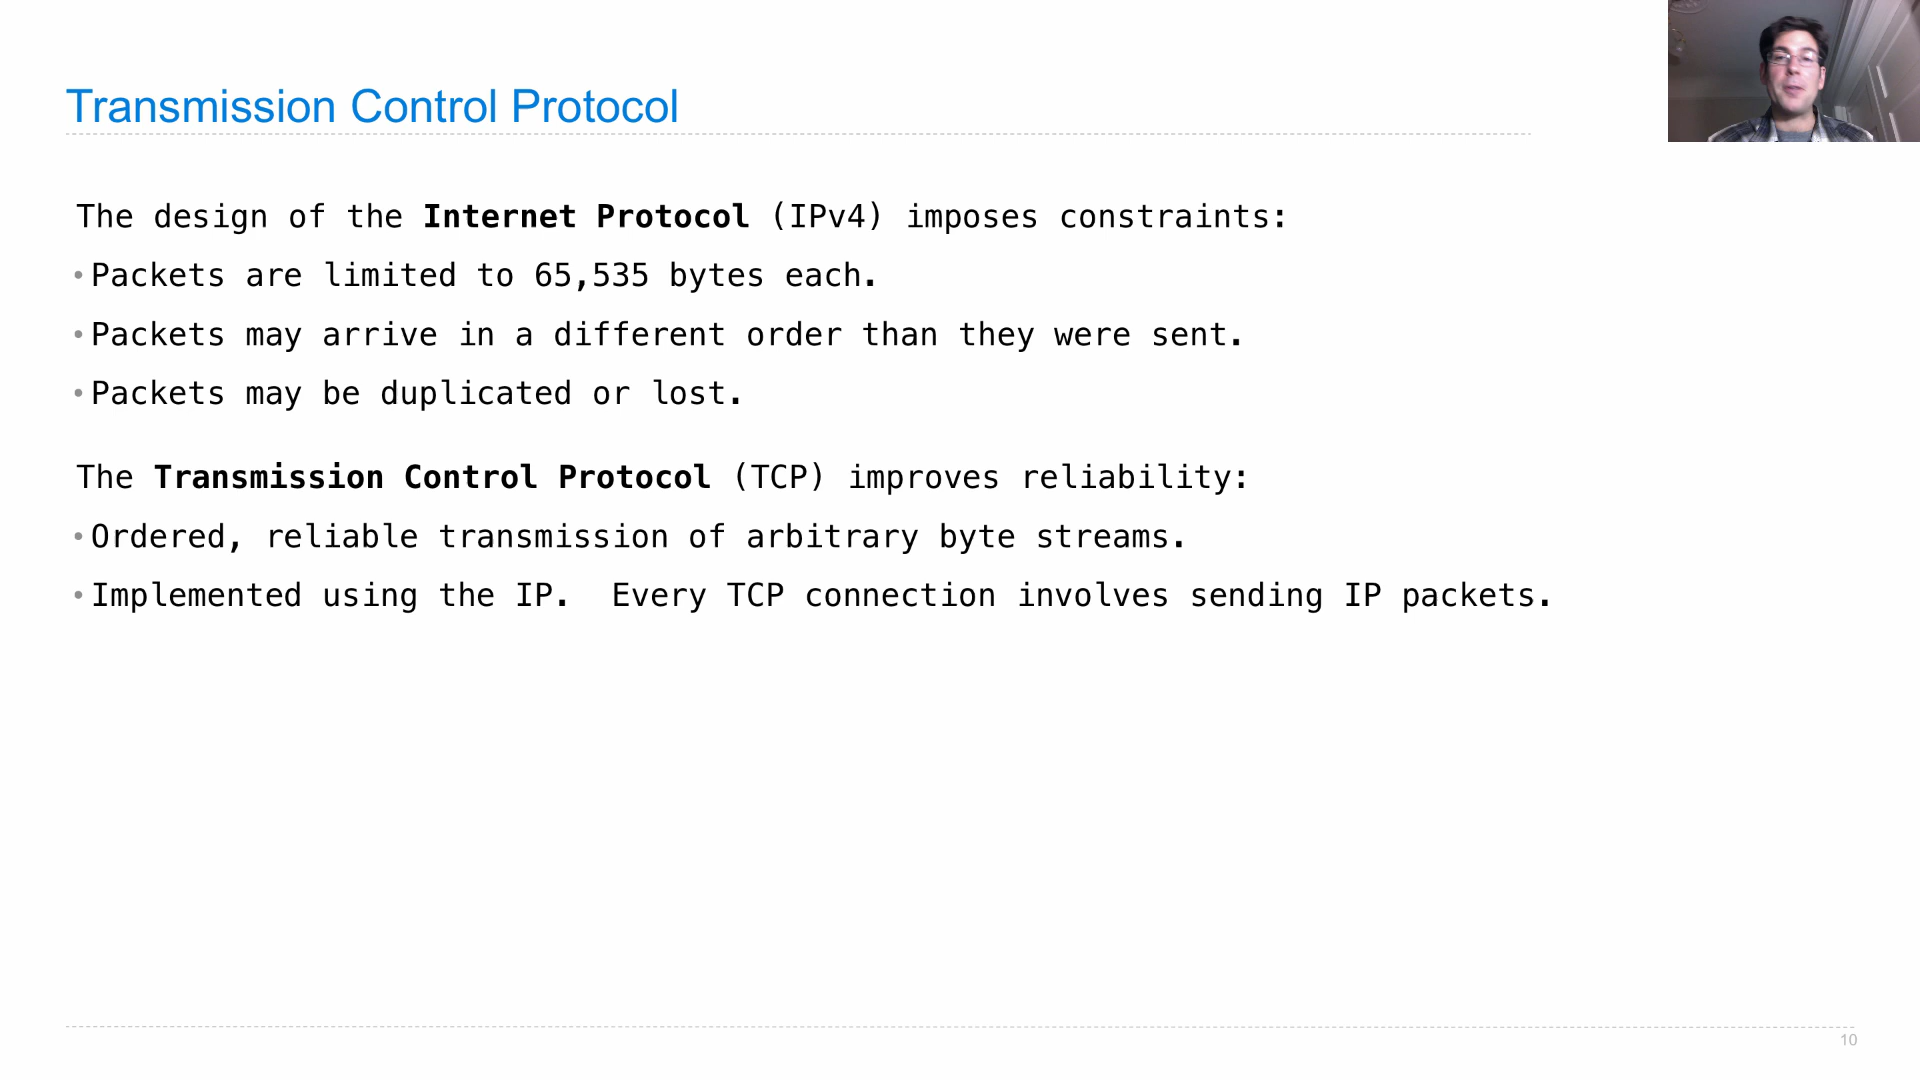 Transmission Control Protocol
The design of the Internet Protocol (IPv4) imposes constraints:
•Packets are limited to 65,535 bytes each.
•Packets may arrive in a different order than they were sent.
•Packets may be duplicated or lost.
The Transmission Control Protocol (TCP) improves reliability:
•Ordered, reliable transmission of arbitrary byte streams.
•Implemented using the IP.  Every TCP connection involves sending IP packets.
10